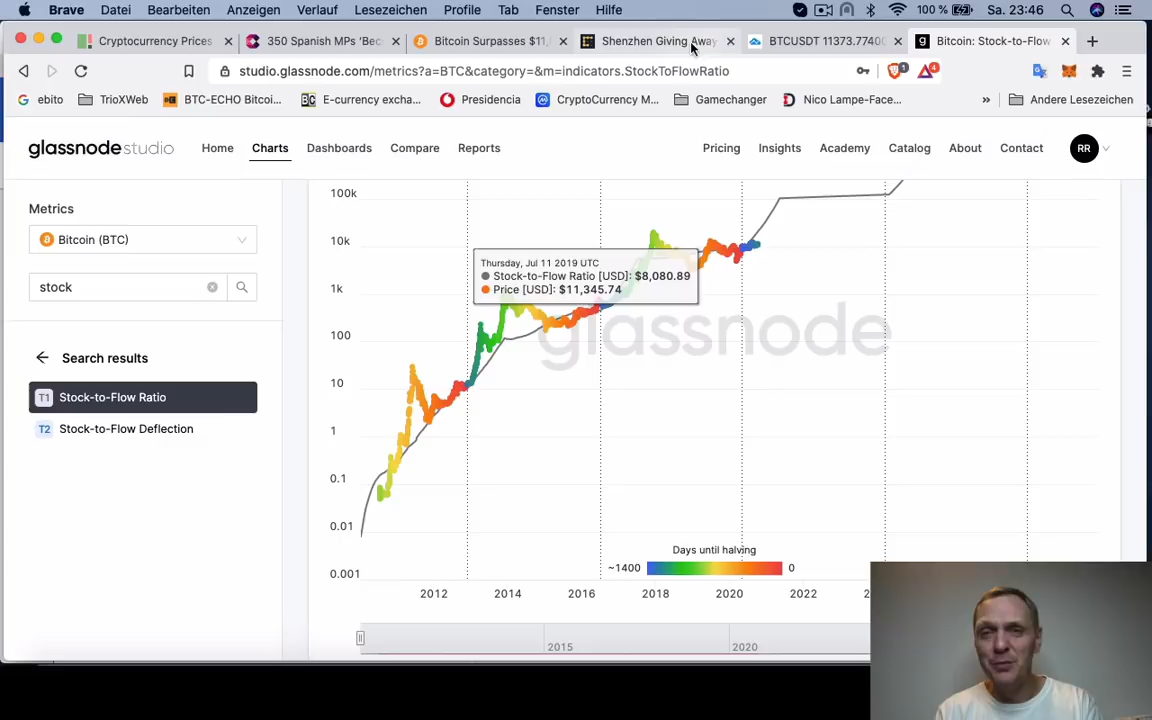 Brave Datei Bearbeiten Anzeigen Verlauf Lesezeichen Profile Tab Fenster Hilfe 100 % Sa. 23:46
Cryptocurrency Prices 350 Spanish MPs 'Bec Bitcoin Surpasses $11, Shenzhen Giving Away BTCUSDT 11373.7740 Bitcoin: Stock-to-Flow
studio.glassnode.com/metrics?a=BTC&category=&m=indicators.StockToFlowRatio 1 4
ebito TrioXWeb BTC-ECHO Bitcoi... E-currency excha... Presidencia CryptoCurrency M... Gamechanger Nico Lampe-Face... » Andere Lesezeichen
glassnode studio Home Charts Dashboards Compare Reports Pricing Insights Academy Catalog About Contact RR
Metrics
Bitcoin (BTC)
stock
Search results
T1 Stock-to-Flow Ratio
T2 Stock-to-Flow Deflection
100k
10k
1k
100
10
1
0.1
0.01
0.001
Thursday, Jul 11 2019 UTC
Stock-to-Flow Ratio [USD]: $8,080.89
Price [USD]: $11,345.74
glassnode
Days until halving
~1400 0
2012 2014 2016 2018 2020 2022
2015 2020